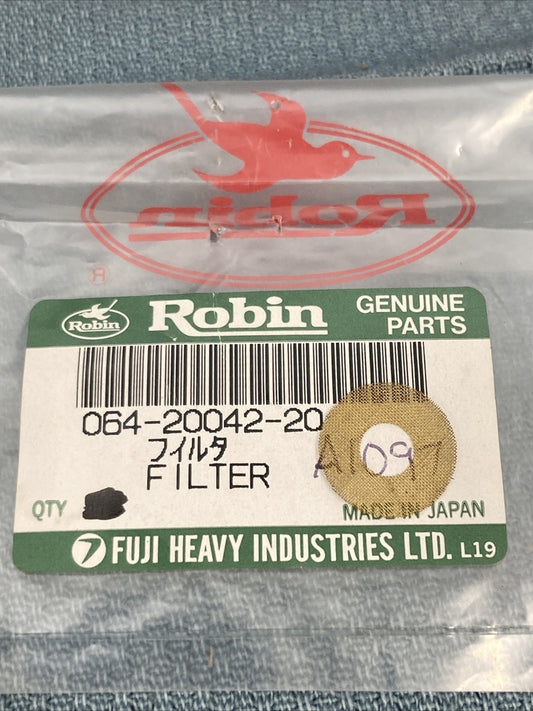 Robin
R
Robin
Robin
GENUINE
PARTS
064-20042-20
フィルタ
FILTER
A1097
QTY
MADE IN JAPAN
7 FUJI HEAVY INDUSTRIES LTD. L19